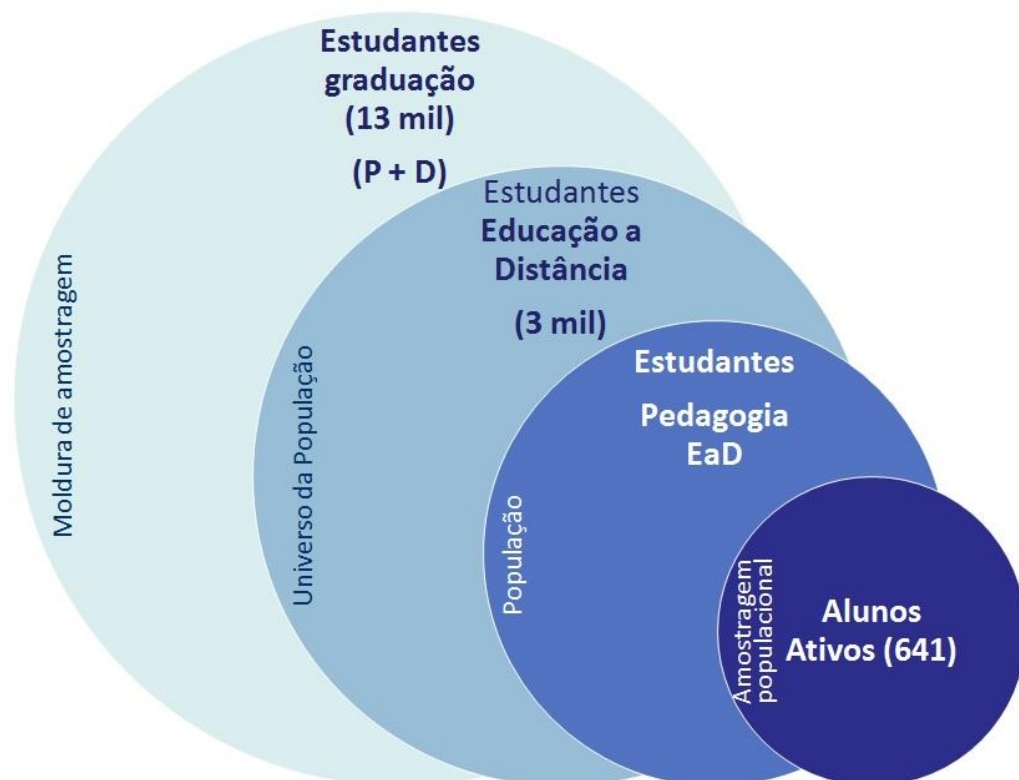 Estudantes
graduação
(13 mil)
(P + D)
Moldura de amostragem
Estudantes
Educação a
Distância
(3 mil)
Universo da População
Estudantes
Pedagogia
EaD
População
Amostragem
populacional
Alunos
Ativos (641)